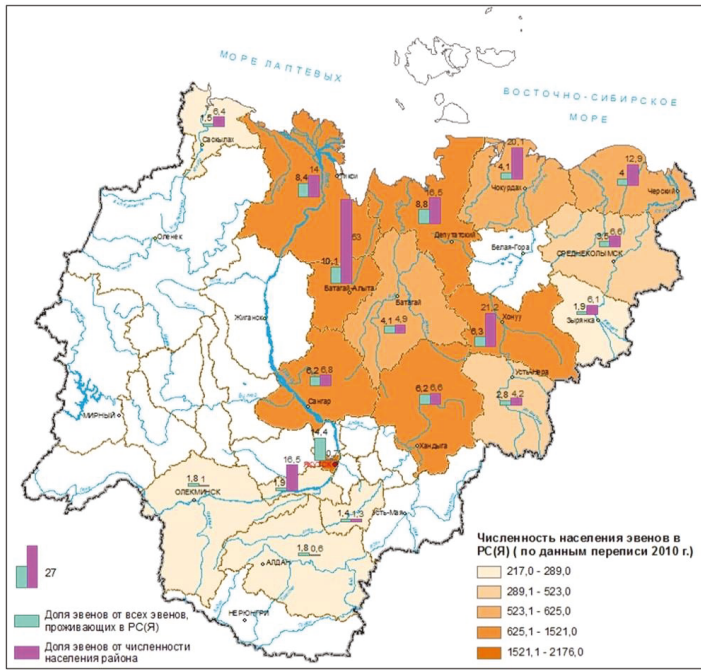 МОРЕ ЛАПТЕВЫХ
ВОСТОЧНО-СИБИРСКОЕ
МОРЕ
6,4
1,5
Саскылах
20,1
4,1
Чокурдах
12,9
4
Черский
14
8,4
Тикси
16,5
8,8
Депутатский
Оленек
63
10,1
Батагай-Алыта
Белая-Гора
6,6
СРЕДНЕКОЛЫМСК
Жиганск
Батагай
4,1 4,9
21,2
6,3
Хонуу
6,1
1,9
Зырянка
6,2 6,8
Сангар
6,2 6,6
Усть-Нера
2,8 4,2
МИРНЫЙ
14,4
Хандыга
16,5
1,9
1,8 1
ОЛЕКМИНСК
1,4 1,3
Усть-Мая
1,8 0,6
АЛДАН
НЕРЮНГРИ
27
Доля эвенов от всех эвенов,
проживающих в РС(Я)
Доля эвенов от численности
населения района
Численность населения эвенов в
РС(Я) ( по данным переписи 2010 г.)
217,0 - 289,0
289,1 - 523,0
523,1 - 625,0
625,1 - 1521,0
1521,1 - 2176,0